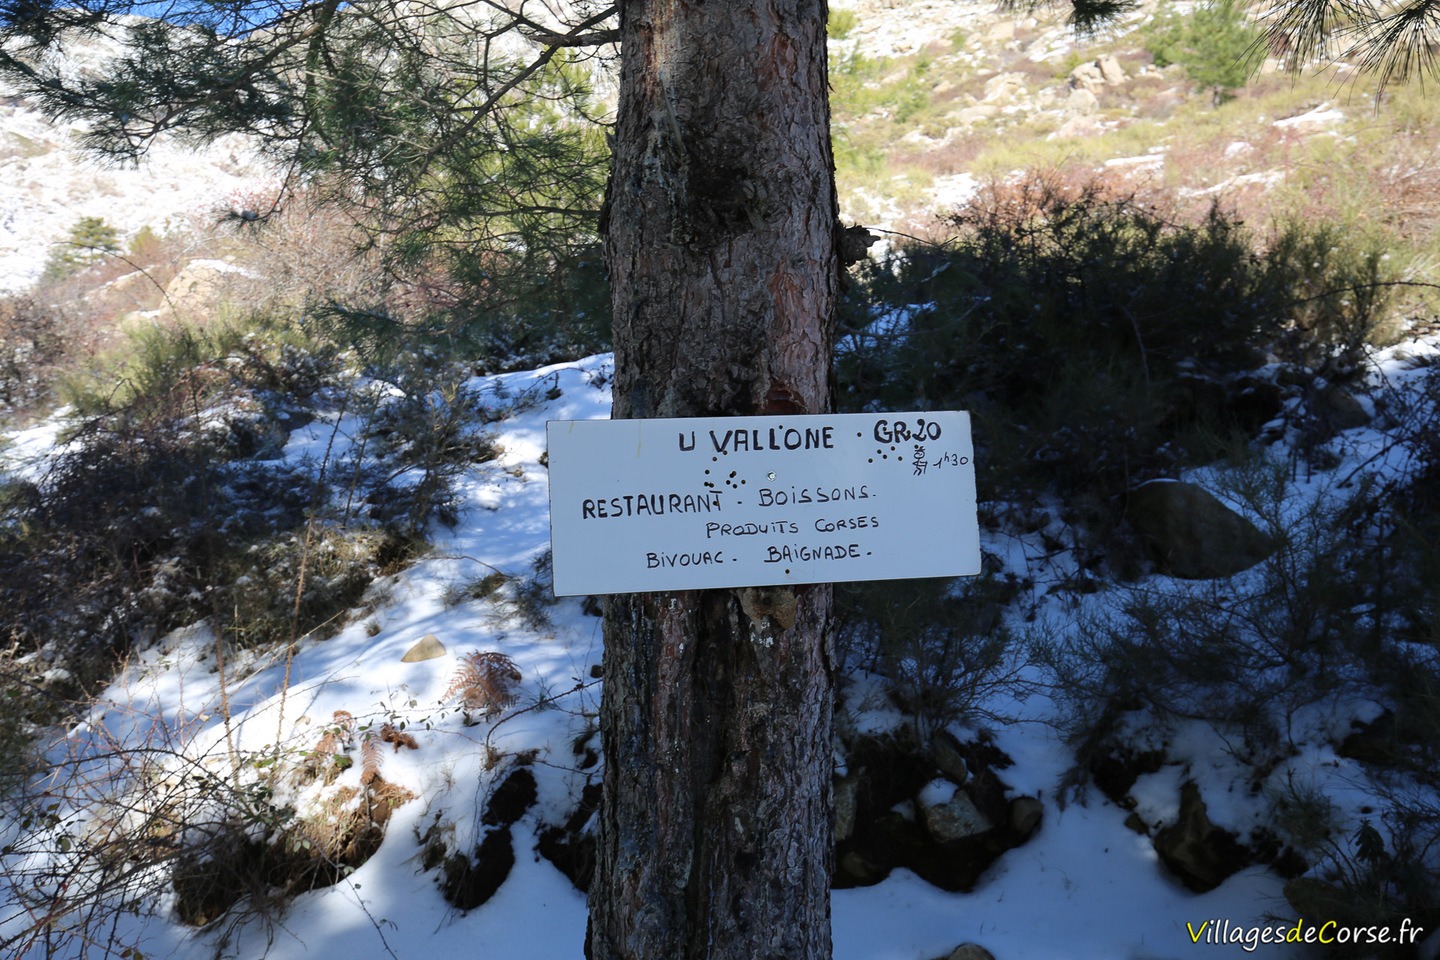 U VALLONE . GR20
1h30
RESTAURANT - BOISSONS.
PRODUITS CORSES
BIVOUAC - BAIGNADE.
VillagesdeCorse.fr